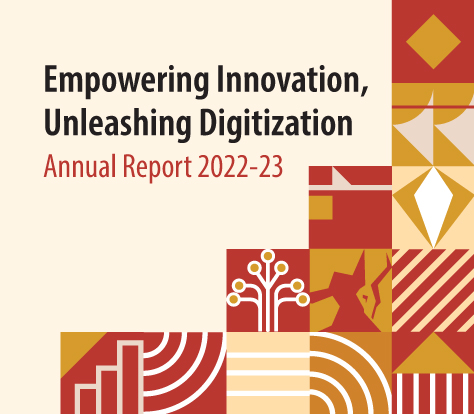 Empowering Innovation,
Unleashing Digitization
Annual Report 2022-23